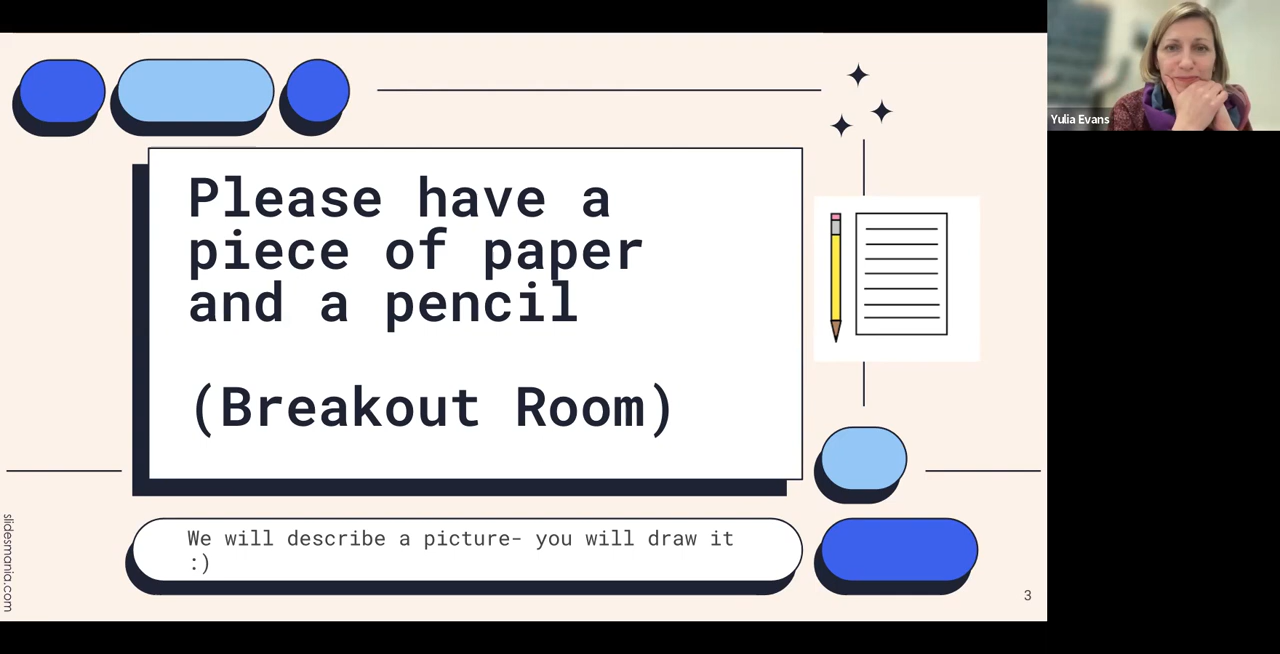 Please have a
piece of paper
and a pencil
(Breakout Room)
We will describe a picture- you will draw it
:)
3
slidesmania.com
Yulia Evans